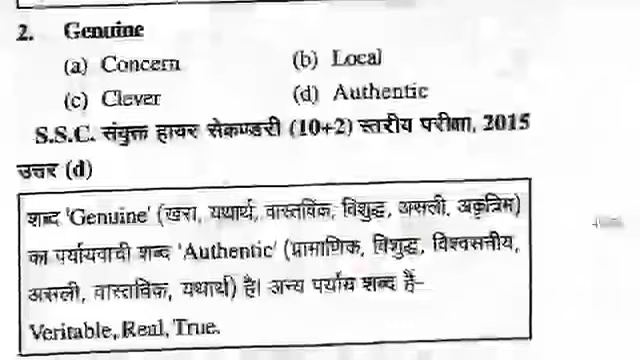 2. Genuine
(a) Concern (b) Local
(c) Clever (d) Authentic
S.S.C. संयुक्त हायर सेकण्डरी (10+2) स्तरीय परीक्षा, 2015
उत्तर (d)
शब्द 'Genuine' (खरा, यथार्थ, वास्तविक, विशुद्ध, असली, अकृत्रिम)
का पर्यायवाची शब्द 'Authentic' (प्रामाणिक, विशुद्ध, विश्वसनीय,
असली, वास्तविक, यथार्थ) है। अन्य पर्याय शब्द हैं–
Veritable, Real, True.